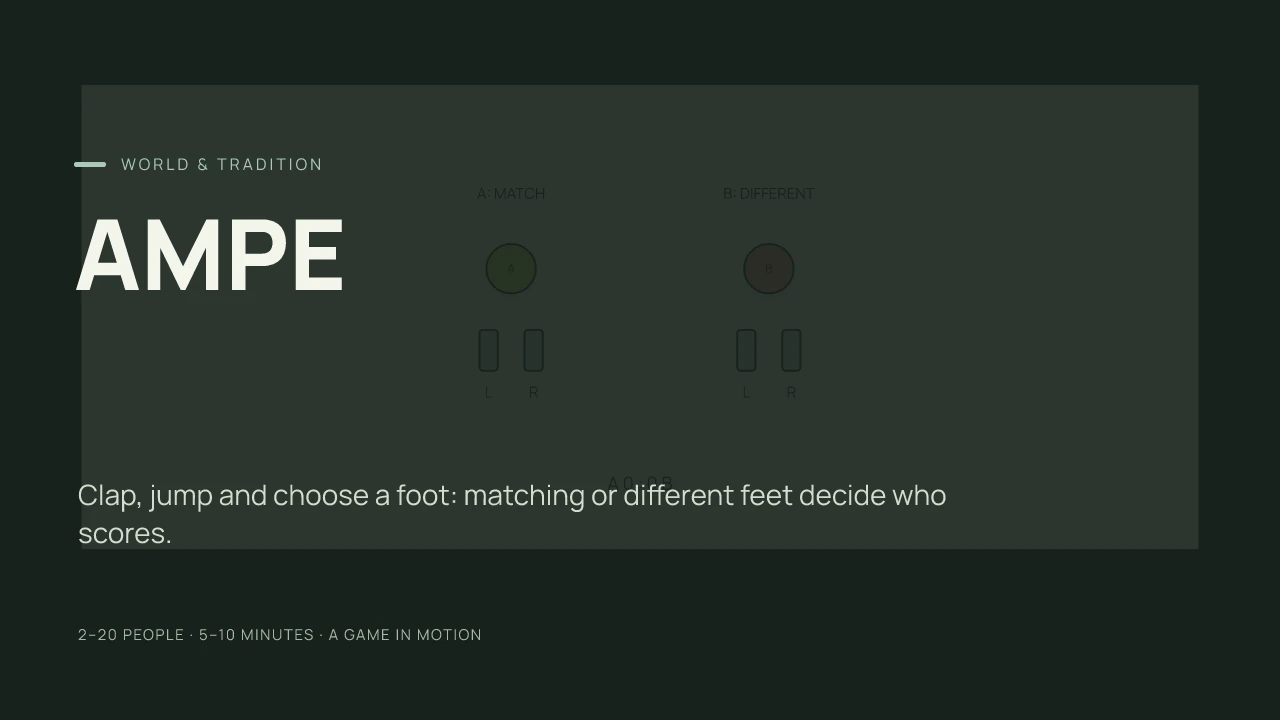 WORLD & TRADITION
AMPE
A: MATCH
B: DIFFERENT
A
B
L
R
L
R
Clap, jump and choose a foot: matching or different feet decide who
scores.
2–20 PEOPLE · 5–10 MINUTES · A GAME IN MOTION